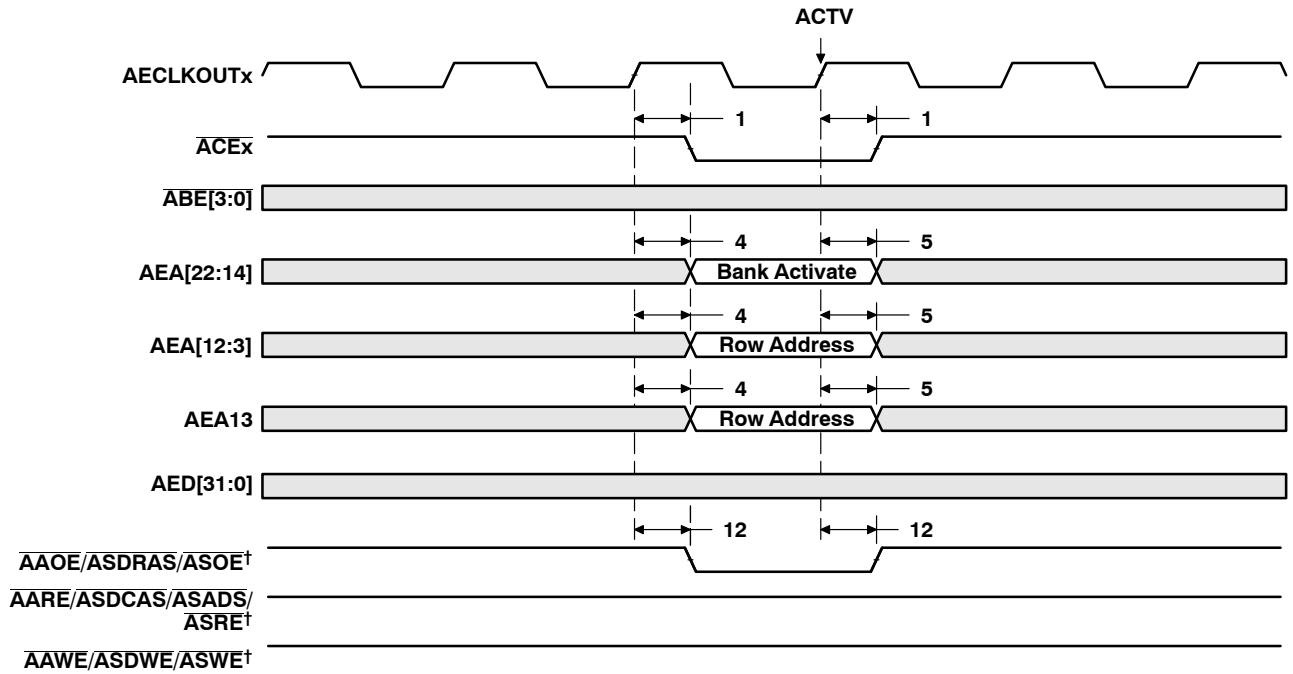 ACTV
AECLKOUTx
1
1
ACEx
ABE[3:0]
4
5
AEA[22:14]
Bank Activate
4
5
AEA[12:3]
Row Address
4
5
AEA13
Row Address
AED[31:0]
12
12
AAOE/ASDRAS/ASOE†
AARE/ASDCAS/ASADS/
ASRE†
AAWE/ASDWE/ASWE†